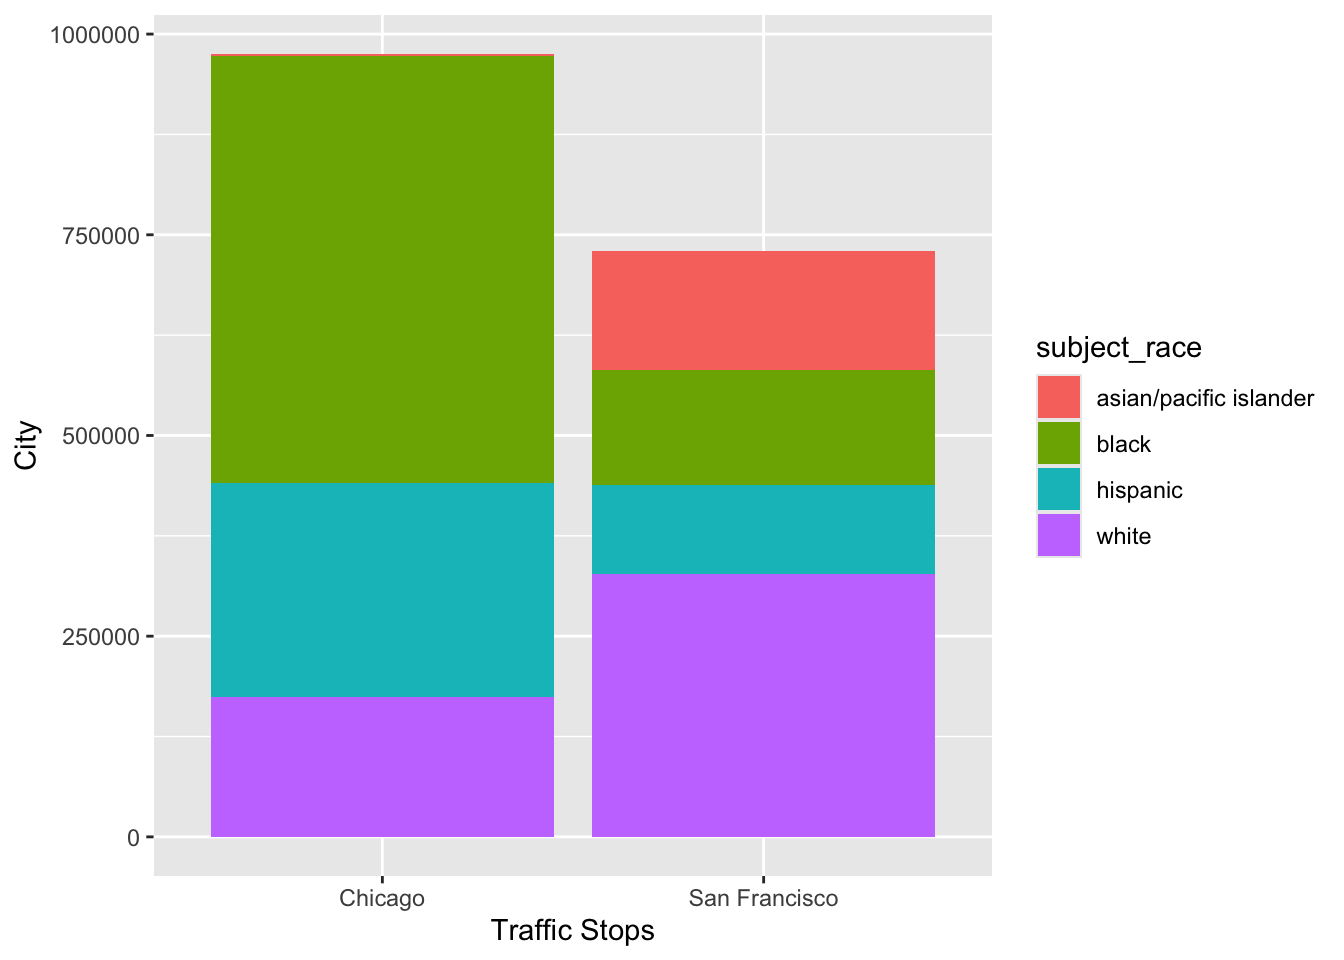 1000000
750000
500000
250000
0
City
Chicago
San Francisco
Traffic Stops
subject_race
asian/pacific islander
black
hispanic
white